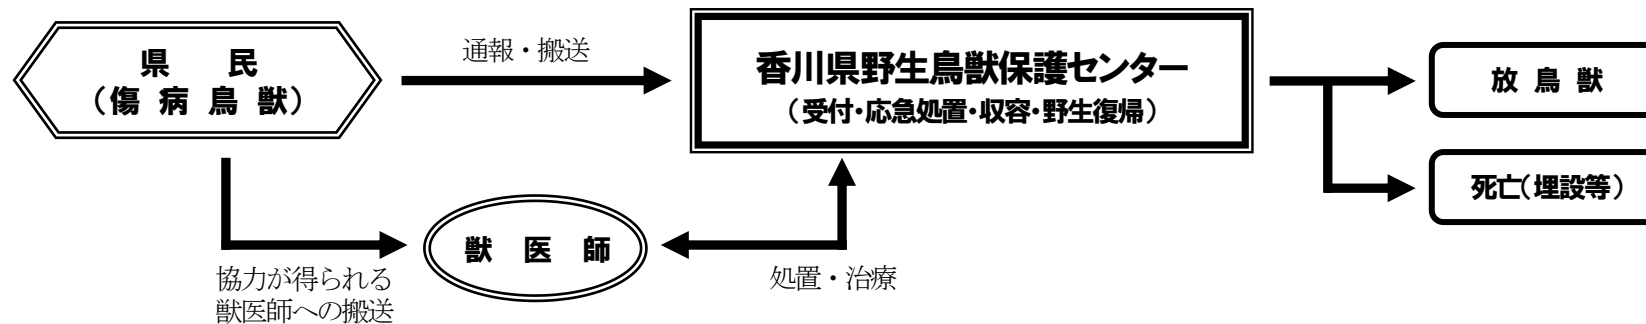 県 民
（傷 病 鳥 獣）
通報・搬送
香川県野生鳥獣保護センター
（受付・応急処置・収容・野生復帰）
放 鳥 獣
死亡（埋設等）
獣 医 師
協力が得られる
獣医師への搬送
処置・治療